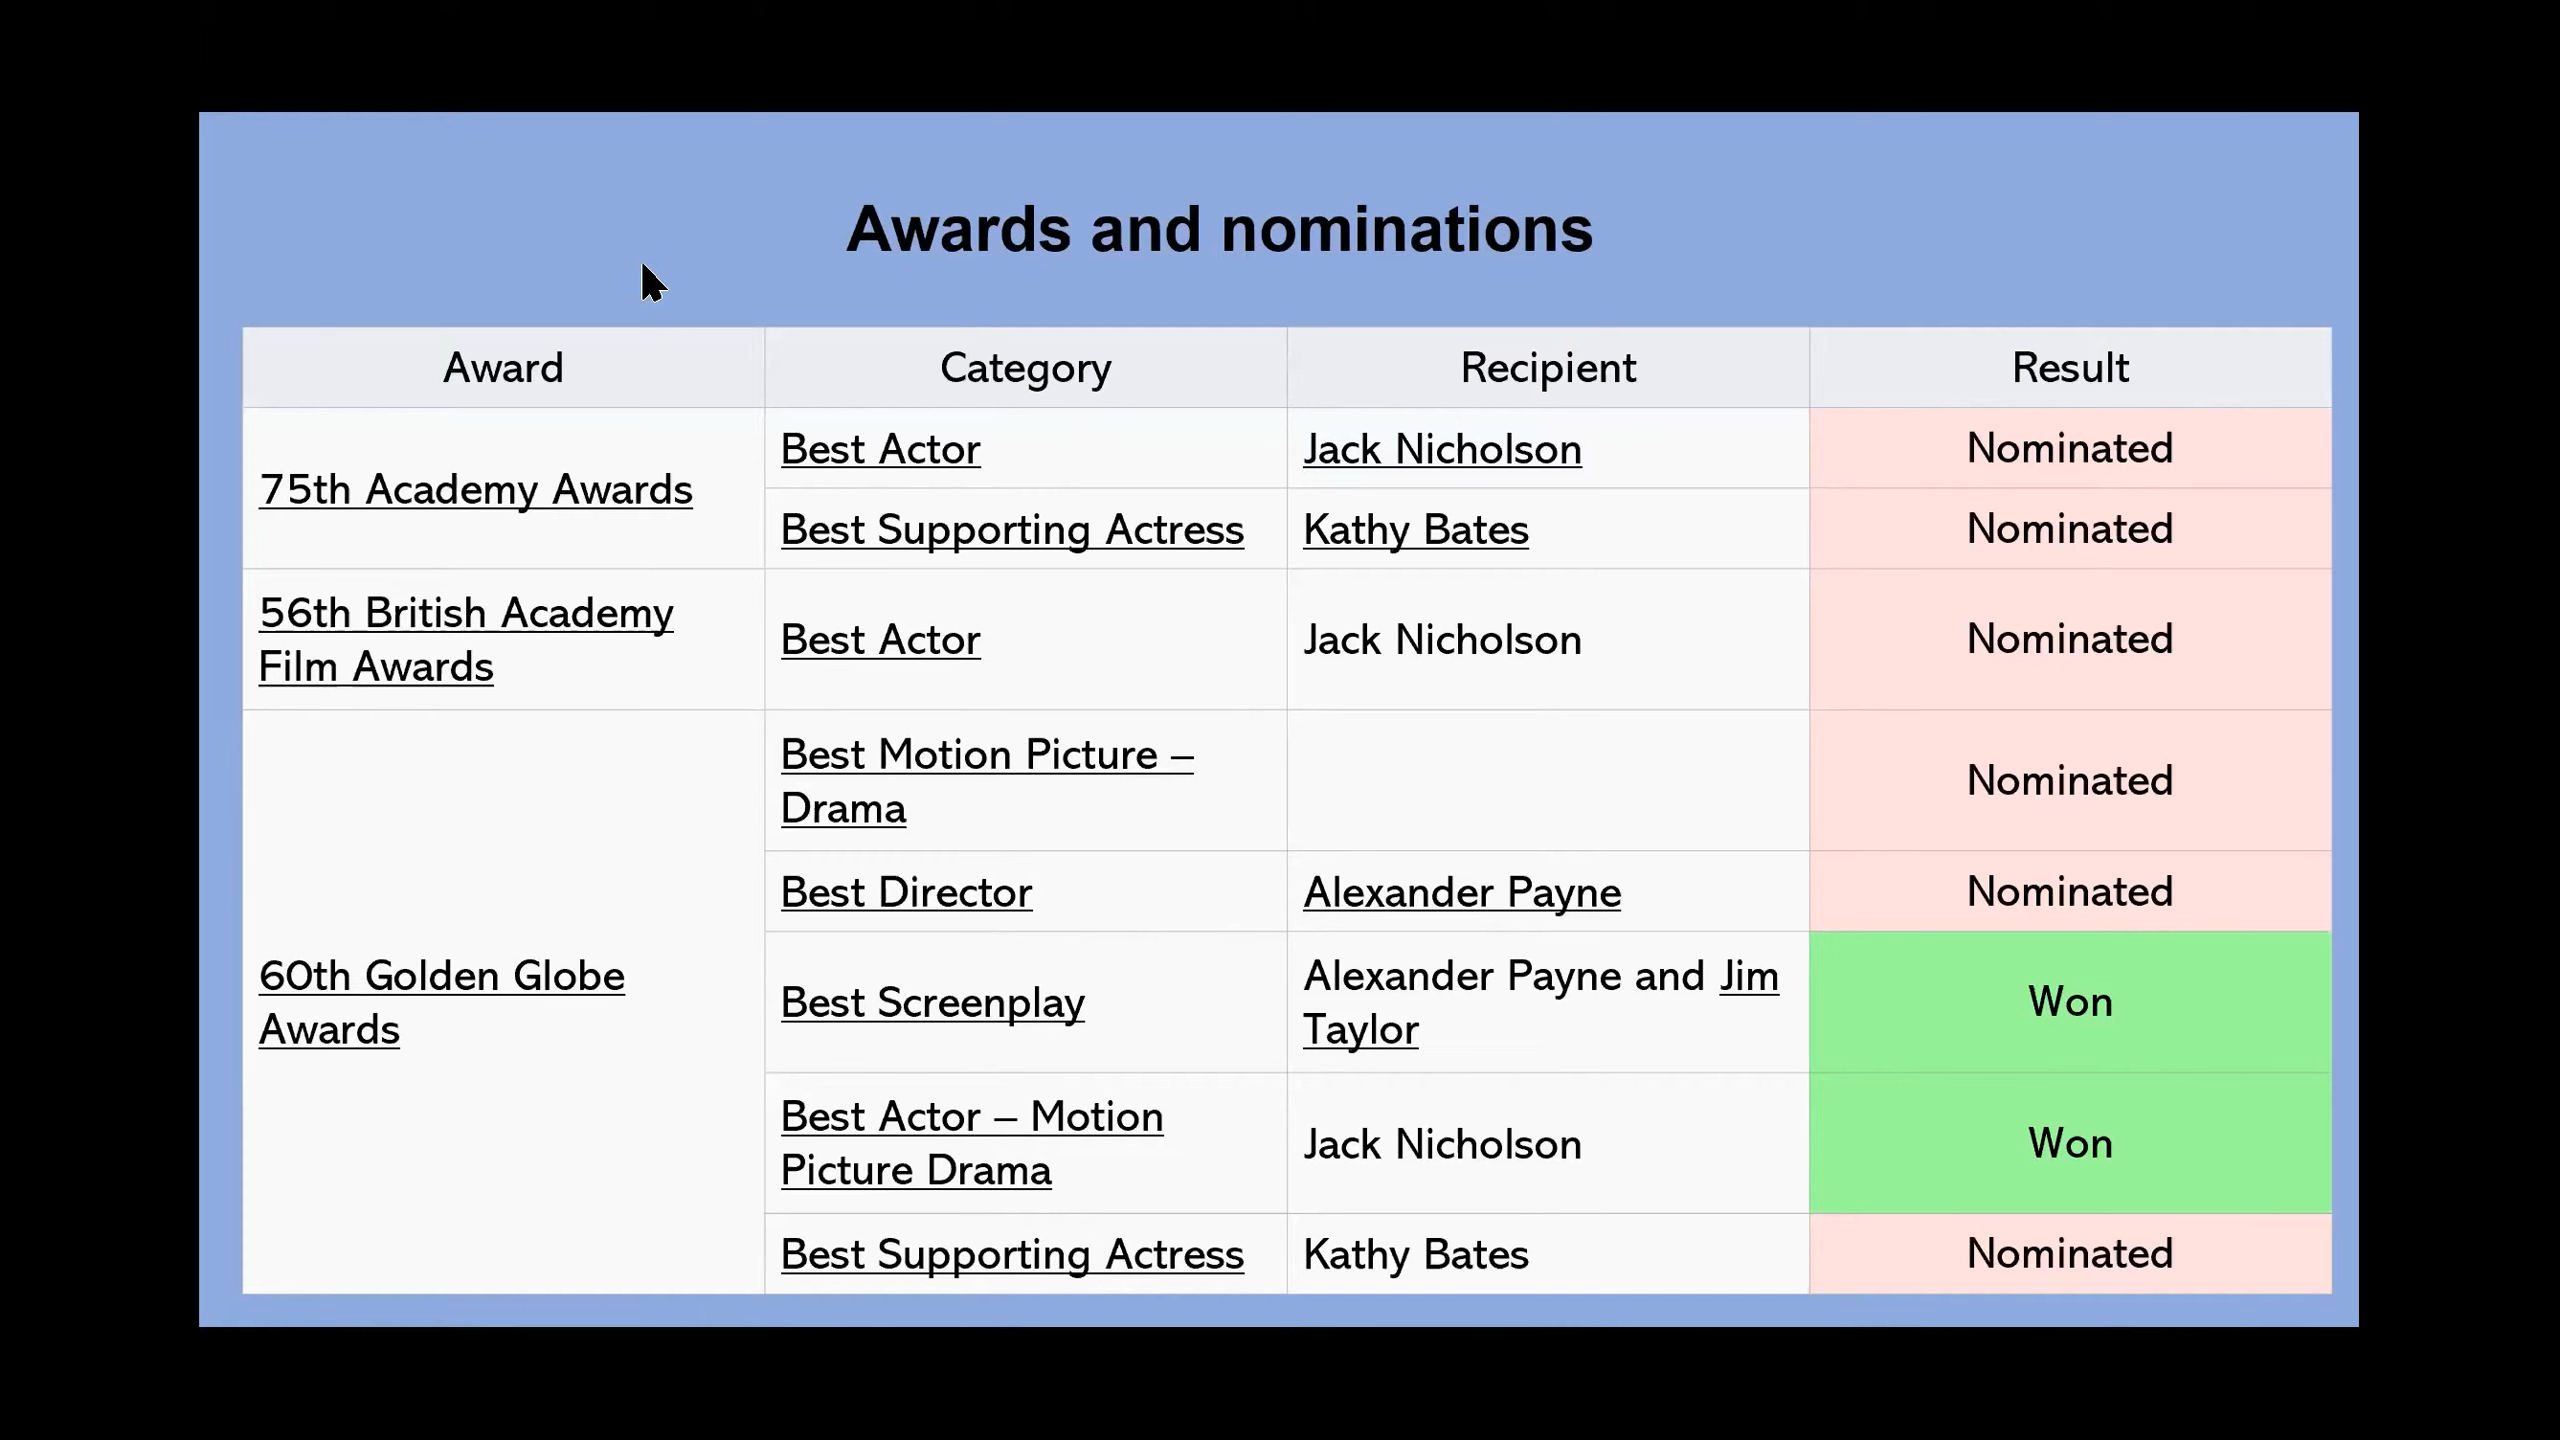 Awards and nominations
Award
Category
Recipient
Result
75th Academy Awards
Best Actor
Jack Nicholson
Nominated
Best Supporting Actress
Kathy Bates
Nominated
56th British Academy
Film Awards
Best Actor
Jack Nicholson
Nominated
60th Golden Globe
Awards
Best Motion Picture –
Drama
Nominated
Best Director
Alexander Payne
Nominated
Best Screenplay
Alexander Payne and Jim
Taylor
Won
Best Actor – Motion
Picture Drama
Jack Nicholson
Won
Best Supporting Actress
Kathy Bates
Nominated